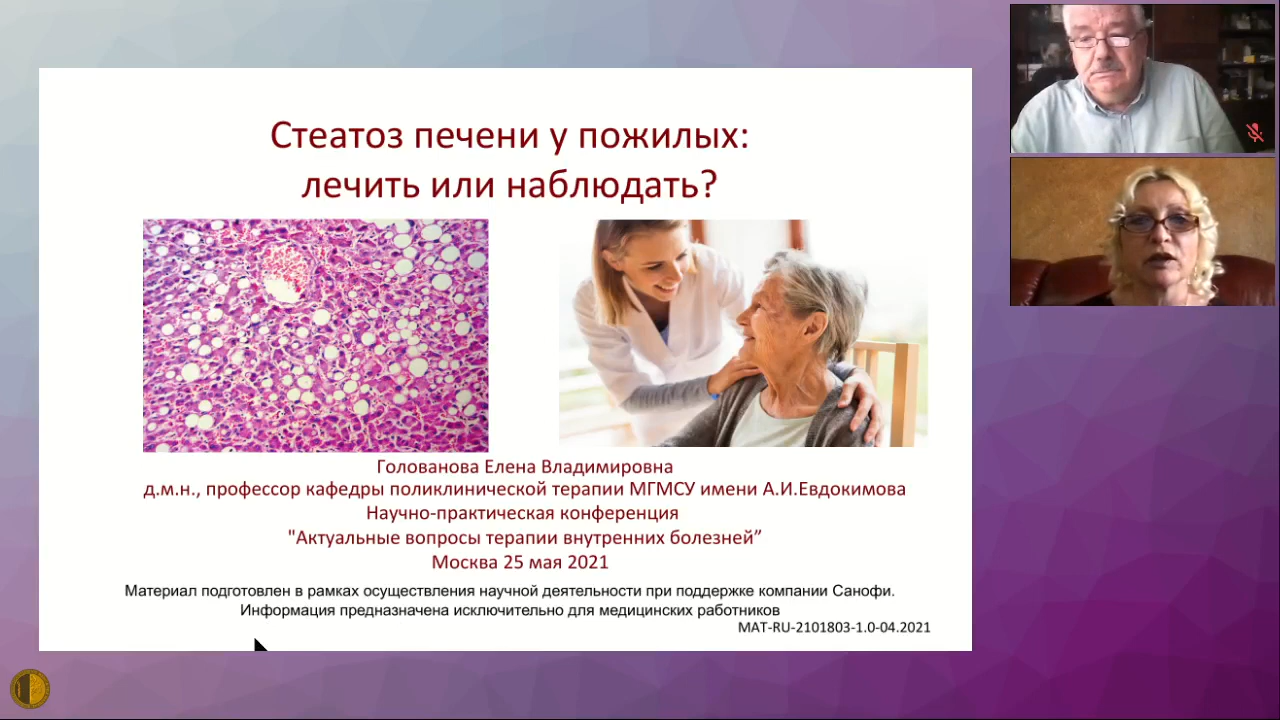 Стеатоз печени у пожилых:
лечить или наблюдать?
Голованова Елена Владимировна
д.м.н., профессор кафедры поликлинической терапии МГМСУ имени А.И.Евдокимова
Научно-практическая конференция
"Актуальные вопросы терапии внутренних болезней”
Москва 25 мая 2021
Материал подготовлен в рамках осуществления научной деятельности при поддержке компании Санофи.
Информация предназначена исключительно для медицинских работников
MAT-RU-2101803-1.0-04.2021